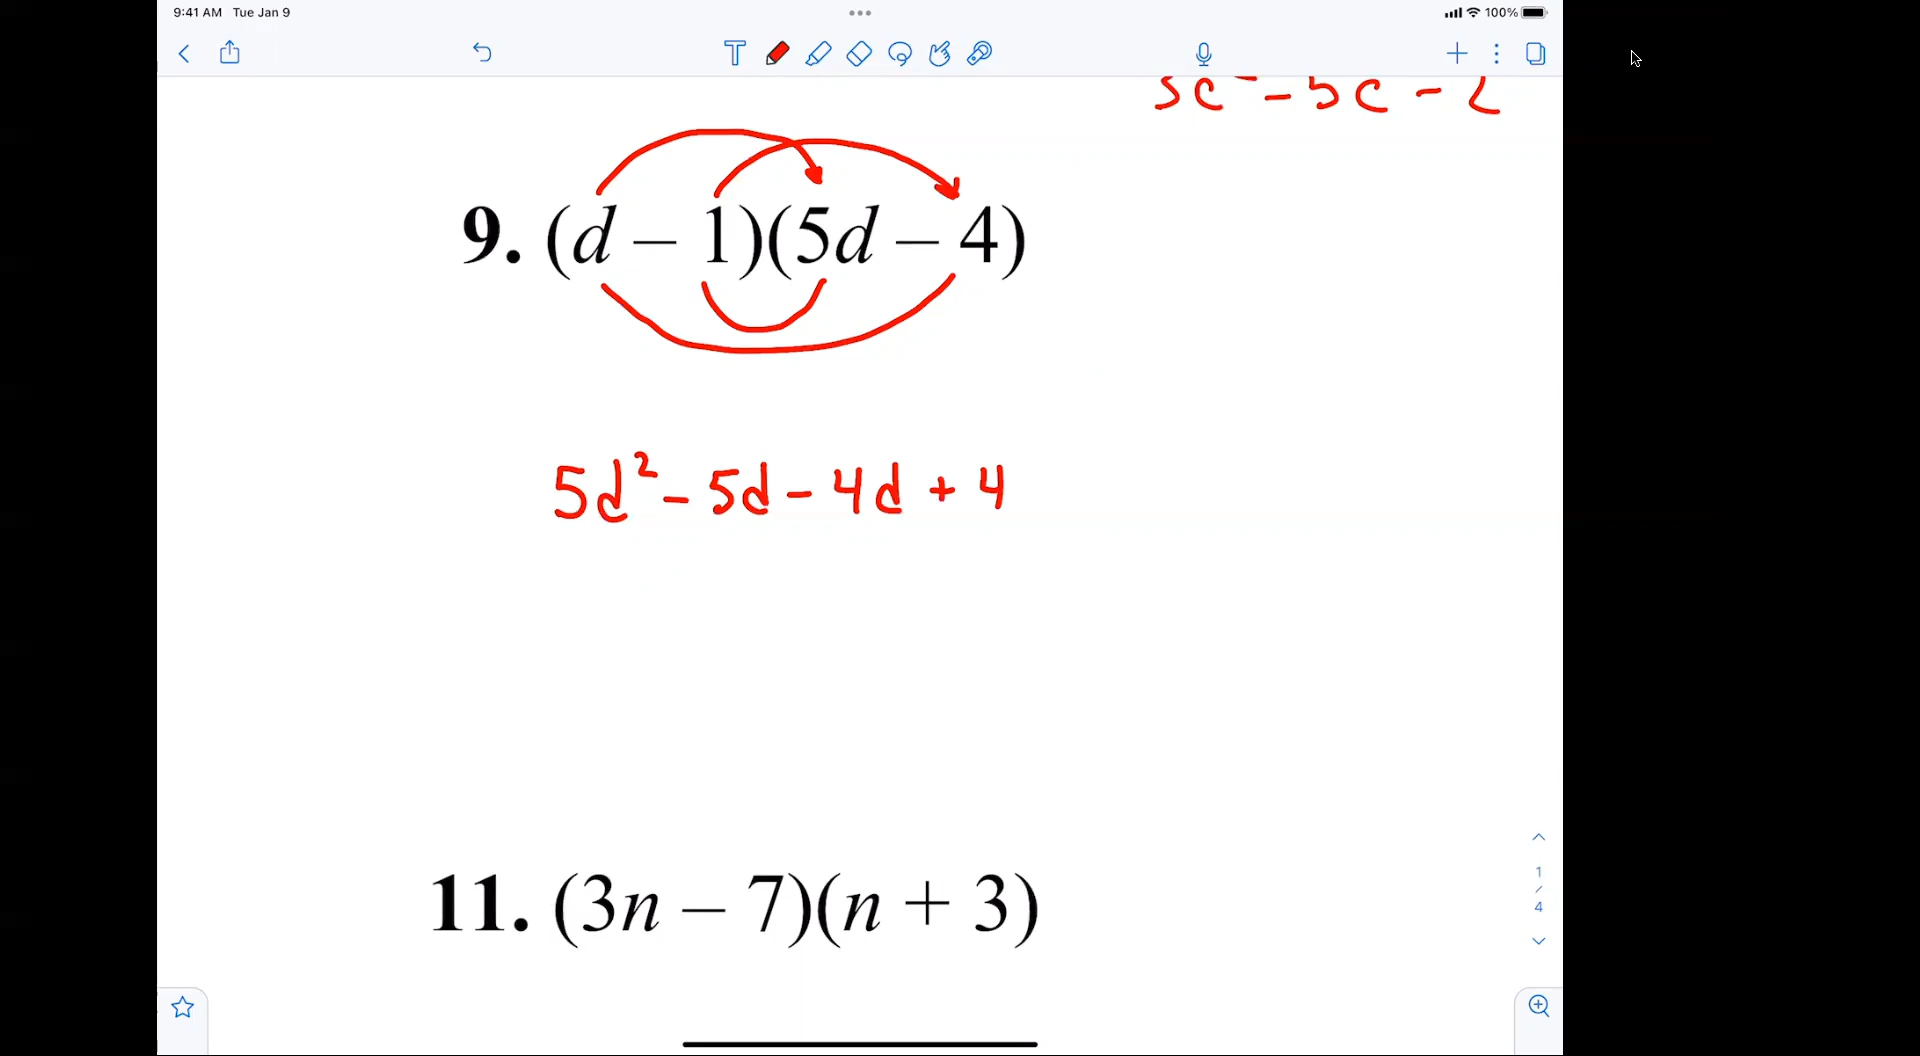 9:41 AM Tue Jan 9
100%
9. (d – 1)(5d – 4)
5d² – 5d – 4d + 4
1
/
4
11. (3n – 7)(n + 3)